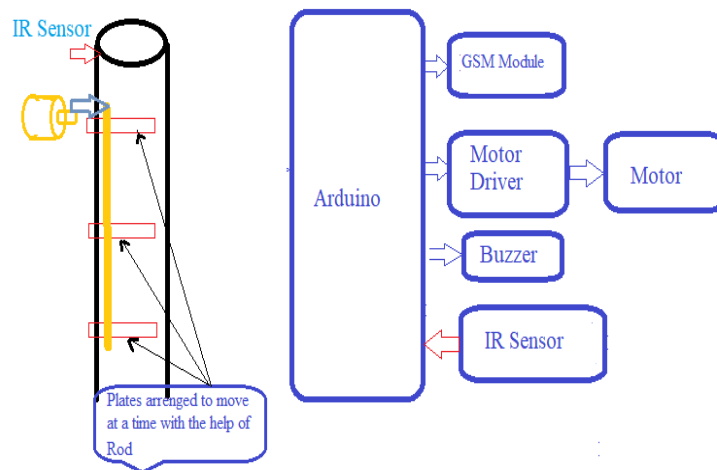 IR Sensor
Plates arrenged to move
at a time with the help of
Rod
Arduino
GSM Module
Motor
Driver
Motor
Buzzer
IR Sensor